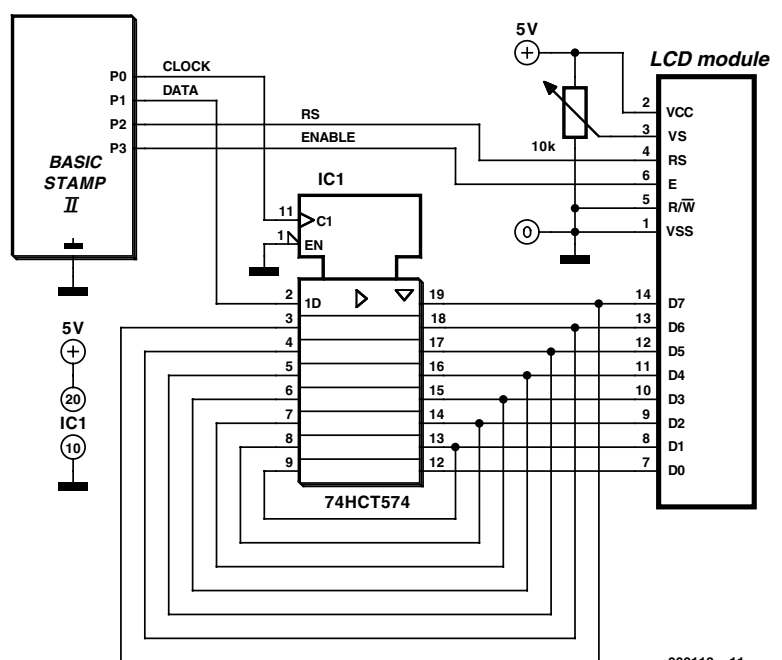 5V
LCD module
P0
P1
P2
P3
CLOCK
DATA
RS
ENABLE
BASIC
STAMP
II
10k
2 VCC
3 VS
4 RS
6 E
5 R/W̅
1 VSS
0
IC1
11 C1
1 EN
2 1D 19
3 18
4 17
5 16
6 15
7 14
8 13
9 12
74HCT574
14 D7
13 D6
12 D5
11 D4
10 D3
9 D2
8 D1
7 D0
5V
20
IC1
10